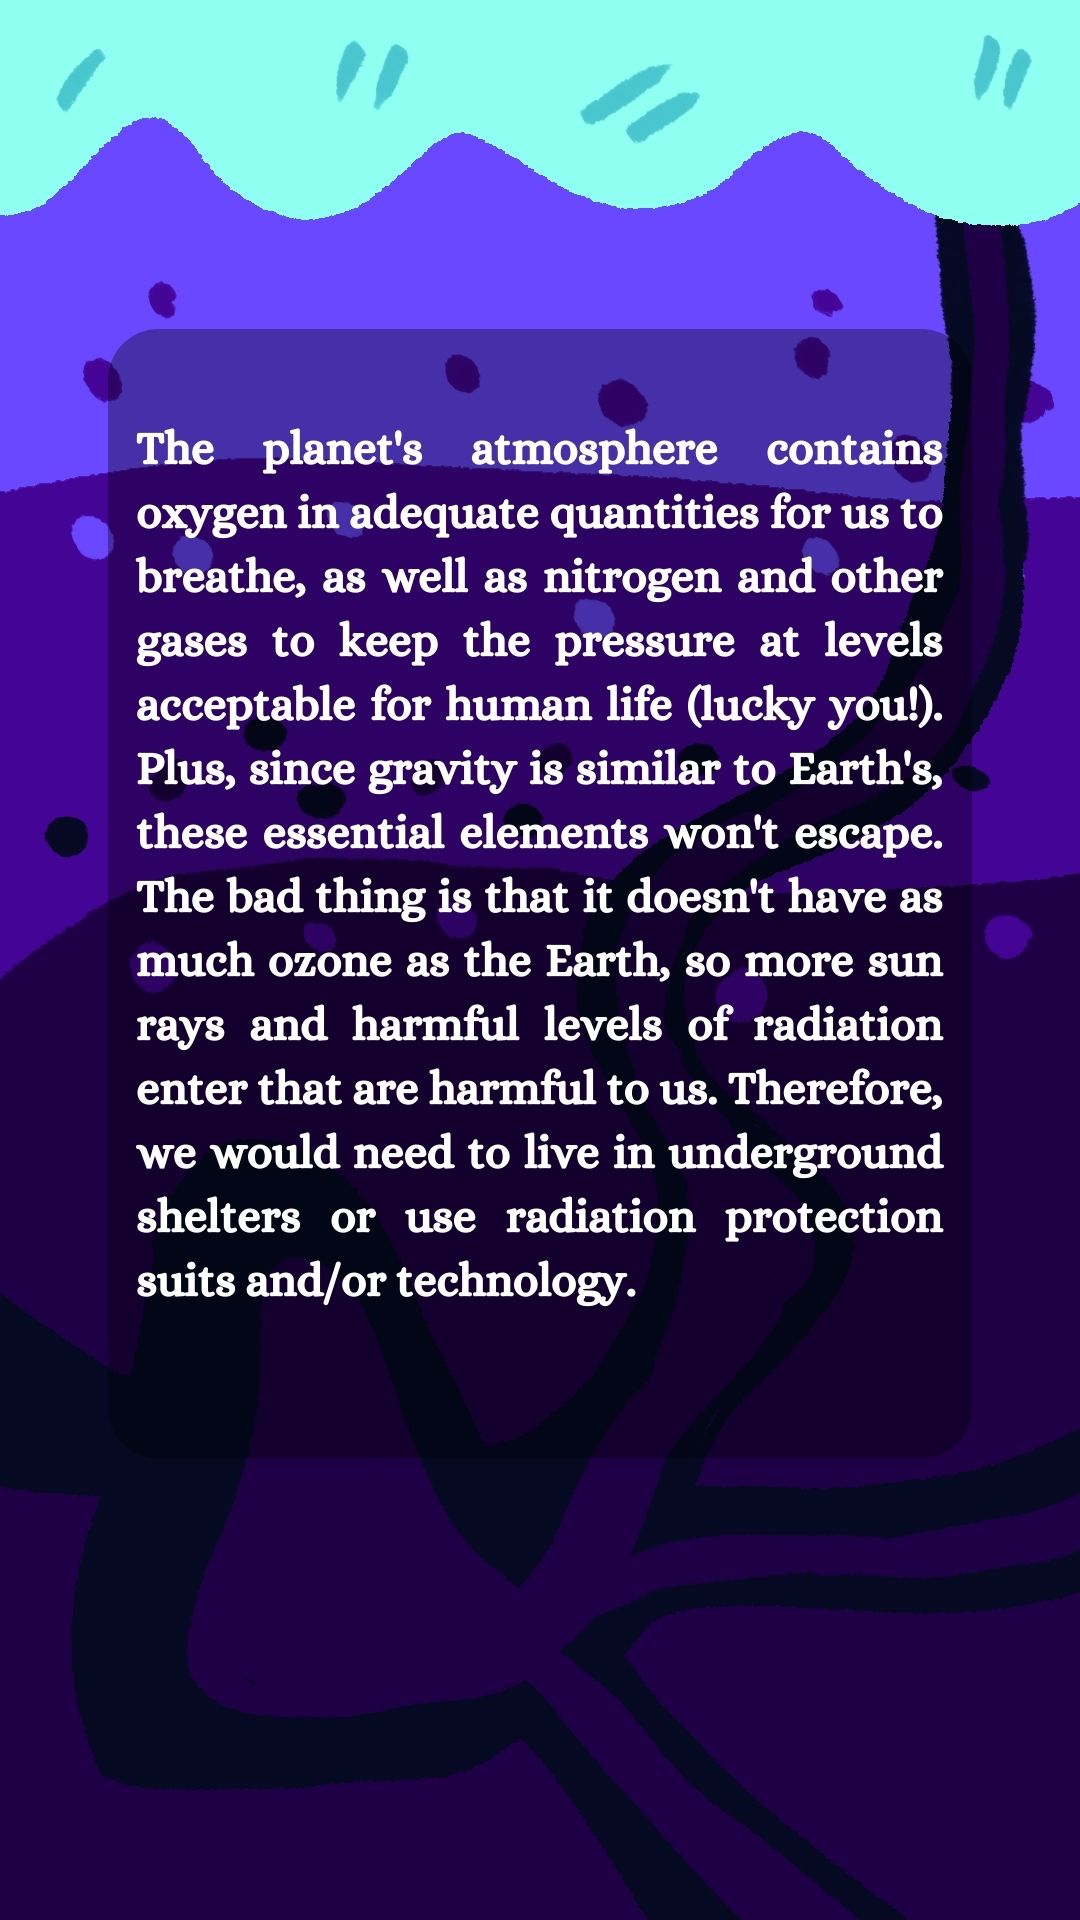 The planet's atmosphere contains
oxygen in adequate quantities for us to
breathe, as well as nitrogen and other
gases to keep the pressure at levels
acceptable for human life (lucky you!).
Plus, since gravity is similar to Earth's,
these essential elements won't escape.
The bad thing is that it doesn't have as
much ozone as the Earth, so more sun
rays and harmful levels of radiation
enter that are harmful to us. Therefore,
we would need to live in underground
shelters or use radiation protection
suits and/or technology.